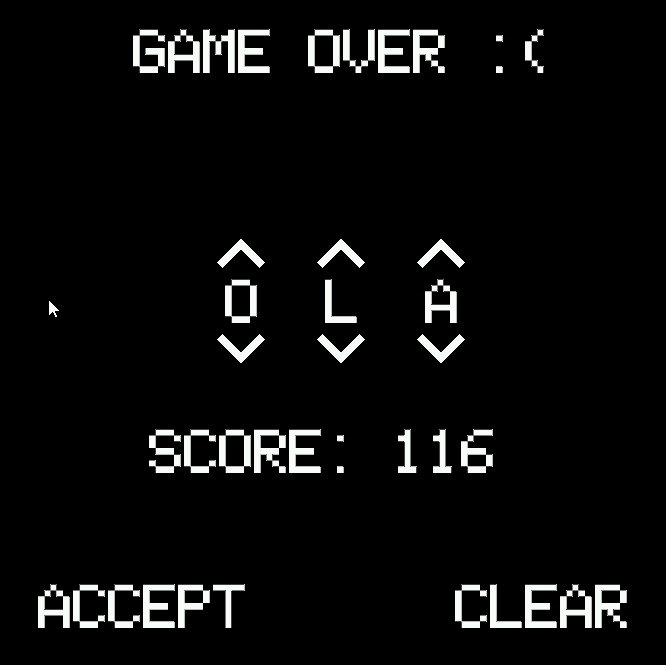 GAME OVER :(
O L A
SCORE: 116
ACCEPT CLEAR